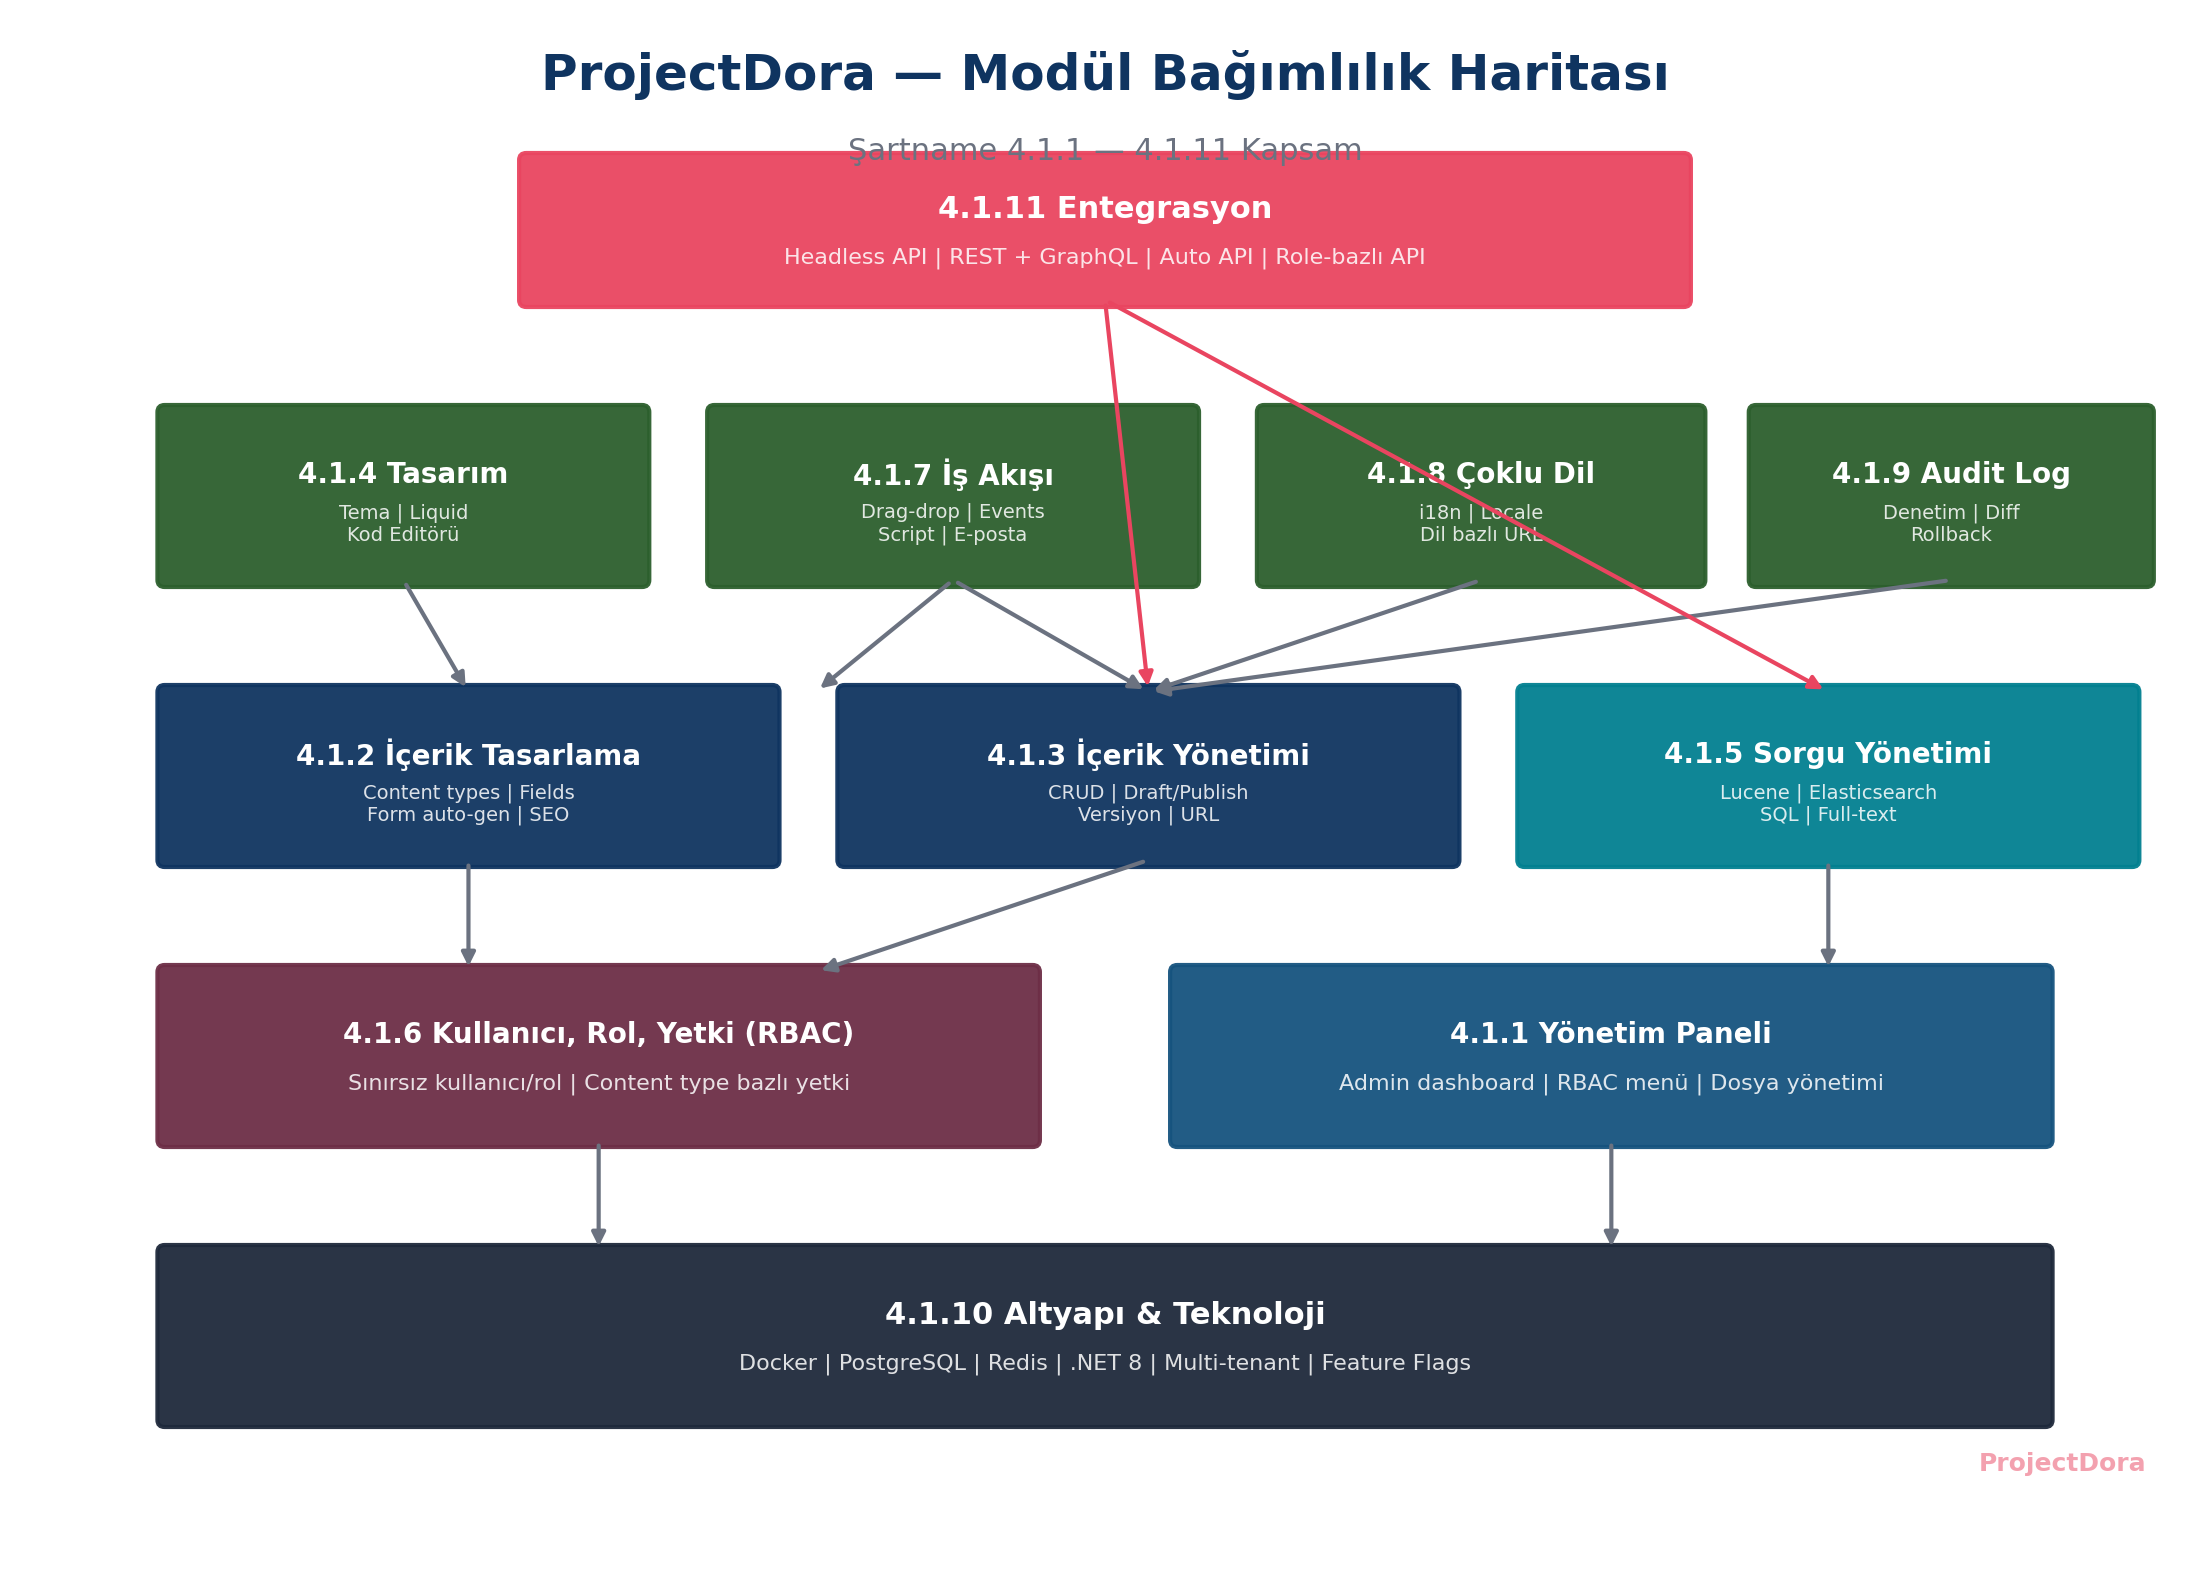 ProjectDora — Modül Bağımlılık Haritası
Şartname 4.1.1 — 4.1.11 Kapsam
4.1.11 Entegrasyon
Headless API | REST + GraphQL | Auto API | Role-bazlı API
4.1.4 Tasarım
Tema | Liquid
Kod Editörü
4.1.7 İş Akışı
Drag-drop | Events
Script | E-posta
4.1.8 Çoklu Dil
i18n | Locale
Dil bazlı URL
4.1.9 Audit Log
Denetim | Diff
Rollback
4.1.2 İçerik Tasarlama
Content types | Fields
Form auto-gen | SEO
4.1.3 İçerik Yönetimi
CRUD | Draft/Publish
Versiyon | URL
4.1.5 Sorgu Yönetimi
Lucene | Elasticsearch
SQL | Full-text
4.1.6 Kullanıcı, Rol, Yetki (RBAC)
Sınırsız kullanıcı/rol | Content type bazlı yetki
4.1.1 Yönetim Paneli
Admin dashboard | RBAC menü | Dosya yönetimi
4.1.10 Altyapı & Teknoloji
Docker | PostgreSQL | Redis | .NET 8 | Multi-tenant | Feature Flags
ProjectDora